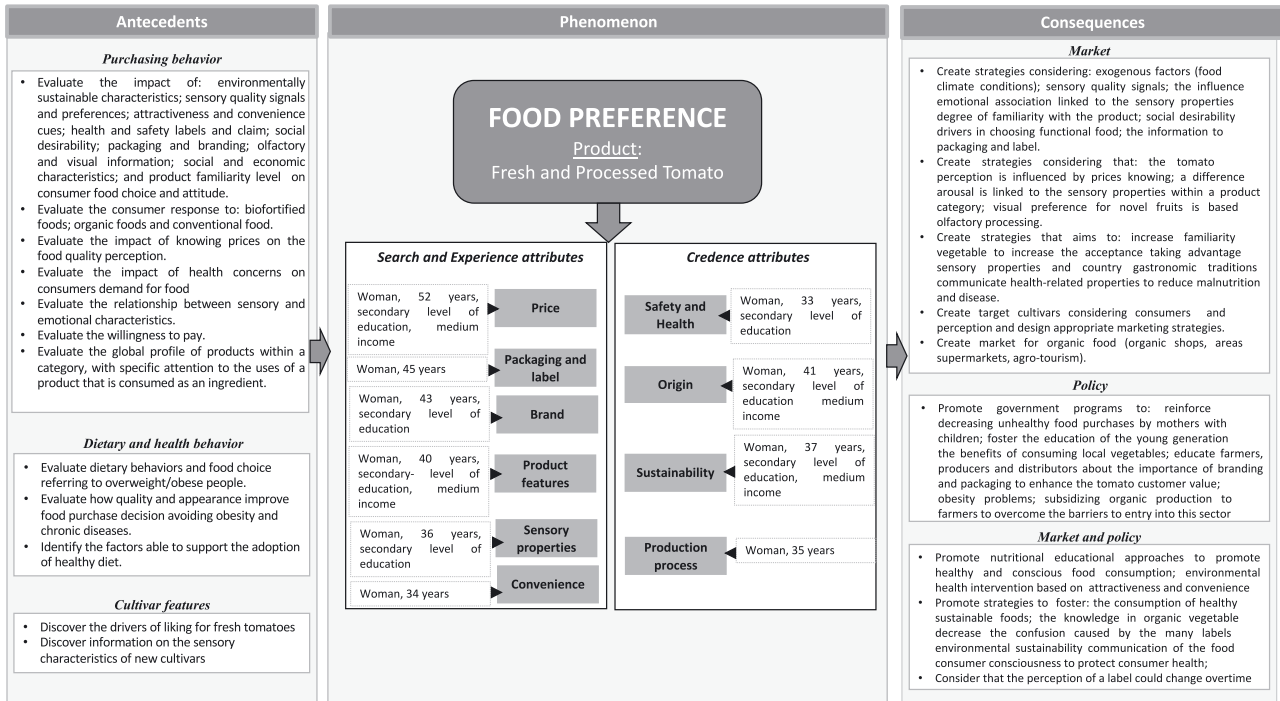 Antecedents
Purchasing behavior
• Evaluate the impact of: environmentally
sustainable characteristics; sensory quality signals
and preferences; attractiveness and convenience
cues; health and safety labels and claim; social
desirability; packaging and branding; olfactory
and visual information; social and economic
characteristics; and product familiarity level on
consumer food choice and attitude.
• Evaluate the consumer response to: biofortified
foods; organic foods and conventional food.
• Evaluate the impact of knowing prices on the
food quality perception.
• Evaluate the impact of health concerns on
consumers demand for food
• Evaluate the relationship between sensory and
emotional characteristics.
• Evaluate the willingness to pay.
• Evaluate the global profile of products within a
category, with specific attention to the uses of a
product that is consumed as an ingredient.
Dietary and health behavior
• Evaluate dietary behaviors and food choice
referring to overweight/obese people.
• Evaluate how quality and appearance improve
food purchase decision avoiding obesity and
chronic diseases.
• Identify the factors able to support the adoption
of healthy diet.
Cultivar features
• Discover the drivers of liking for fresh tomatoes
• Discover information on the sensory
characteristics of new cultivars
Phenomenon
FOOD PREFERENCE
Product:
Fresh and Processed Tomato
Search and Experience attributes
Woman, 52 years,
secondary level of
education, medium
income
Price
Woman, 45 years
Packaging and
label
Woman, 43 years,
secondary level of
education
Brand
Woman, 40 years,
secondary- level of
education, medium
income
Product
features
Woman, 36 years,
secondary level of
education
Sensory
properties
Woman, 34 years
Convenience
Credence attributes
Safety and
Health
Woman, 33 years,
secondary level of
education
Origin
Woman, 41 years,
secondary level of
education medium
income
Sustainability
Woman, 37 years,
secondary level of
education, medium
income
Production
process
Woman, 35 years
Consequences
Market
• Create strategies considering: exogenous factors (food
climate conditions); sensory quality signals; the influence
emotional association linked to the sensory properties
degree of familiarity with the product; social desirability
drivers in choosing functional food; the information to
packaging and label.
• Create strategies considering that: the tomato
perception is influenced by prices knowing; a difference
arousal is linked to the sensory properties within a product
category; visual preference for novel fruits is based
olfactory processing.
• Create strategies that aims to: increase familiarity
vegetable to increase the acceptance taking advantage
sensory properties and country gastronomic traditions
communicate health-related properties to reduce malnutrition
and disease.
• Create target cultivars considering consumers and
perception and design appropriate marketing strategies.
• Create market for organic food (organic shops, areas
supermarkets, agro-tourism).
Policy
• Promote government programs to: reinforce
decreasing unhealthy food purchases by mothers with
children; foster the education of the young generation
the benefits of consuming local vegetables; educate farmers,
producers and distributors about the importance of branding
and packaging to enhance the tomato customer value;
obesity problems; subsidizing organic production to
farmers to overcome the barriers to entry into this sector
Market and policy
• Promote nutritional educational approaches to promote
healthy and conscious food consumption; environmental
health intervention based on attractiveness and convenience
• Promote strategies to foster: the consumption of healthy
sustainable foods; the knowledge in organic vegetable
decrease the confusion caused by the many labels
environmental sustainability communication of the food
consumer consciousness to protect consumer health;
• Consider that the perception of a label could change overtime